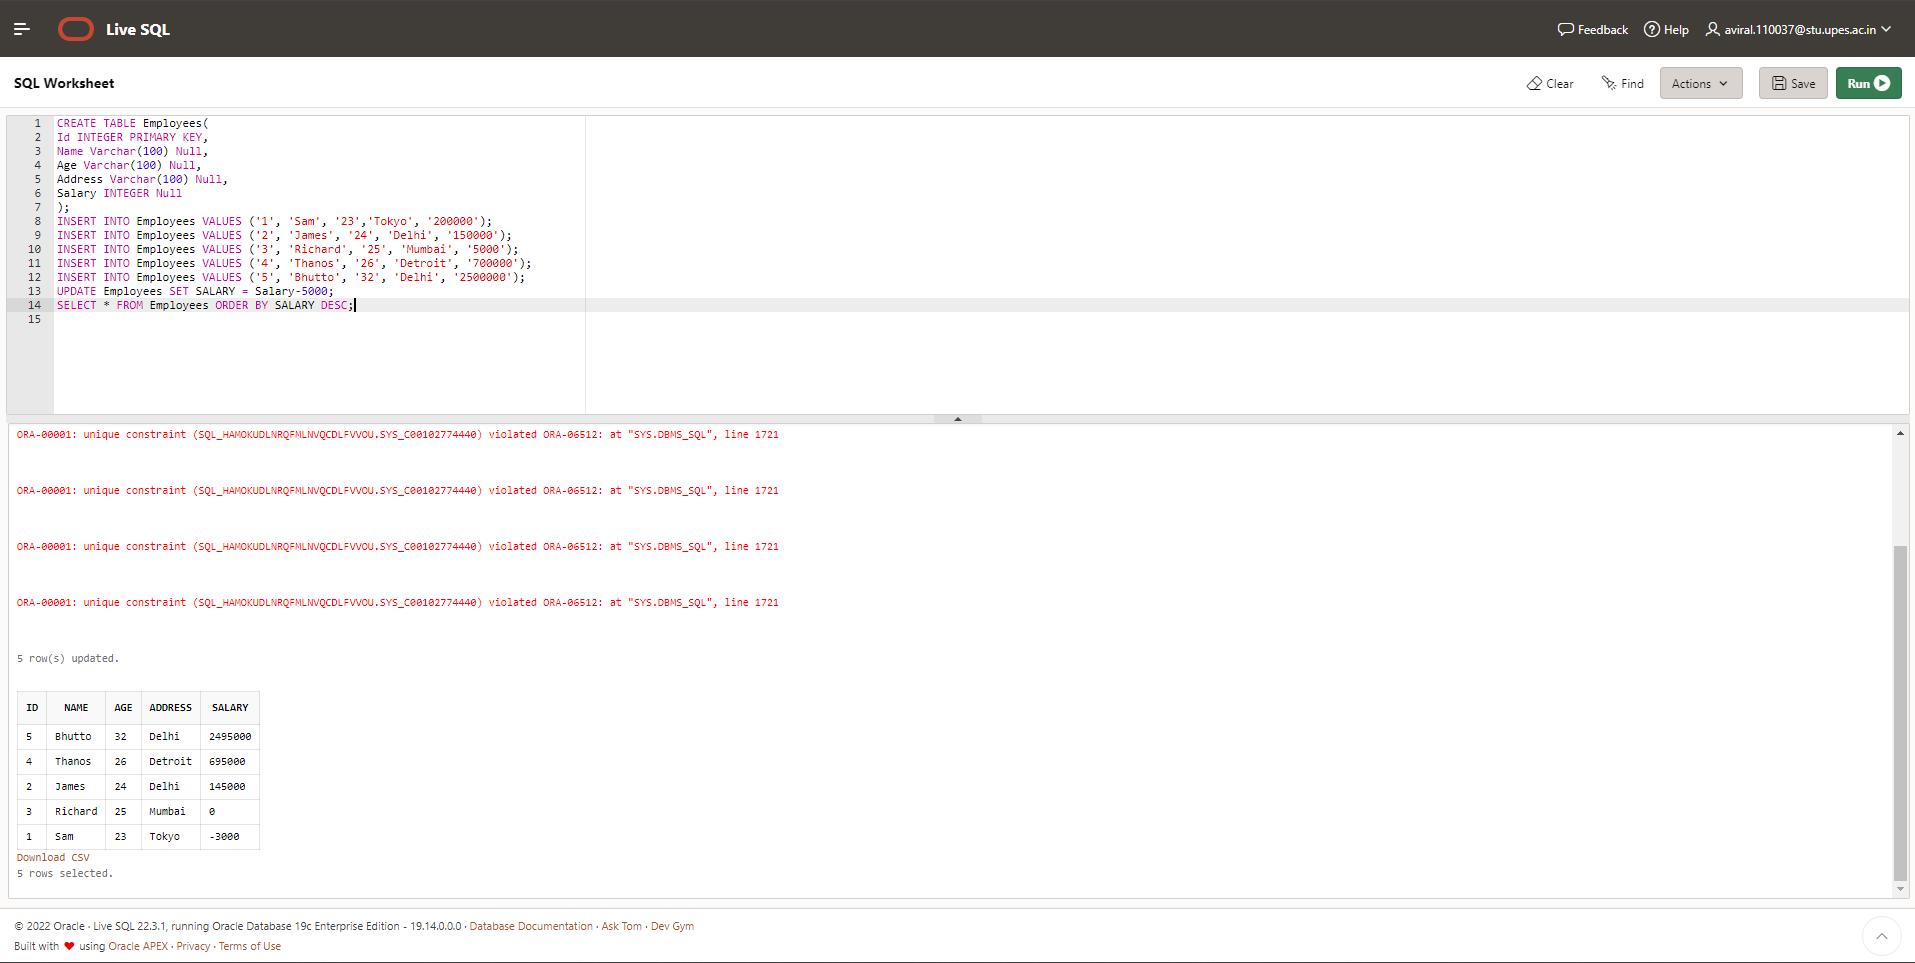 Live SQL
Feedback Help aviral.110037@stu.upes.ac.in
SQL Worksheet
Clear Find Actions Save Run
1 CREATE TABLE Employees(
2 Id INTEGER PRIMARY KEY,
3 Name Varchar(100) Null,
4 Age Varchar(100) Null,
5 Address Varchar(100) Null,
6 Salary INTEGER Null
7 );
8 INSERT INTO Employees VALUES ('1', 'Sam', '23','Tokyo', '200000');
9 INSERT INTO Employees VALUES ('2', 'James', '24', 'Delhi', '150000');
10 INSERT INTO Employees VALUES ('3', 'Richard', '25', 'Mumbai', '5000');
11 INSERT INTO Employees VALUES ('4', 'Thanos', '26', 'Detroit', '700000');
12 INSERT INTO Employees VALUES ('5', 'Bhutto', '32', 'Delhi', '2500000');
13 UPDATE Employees SET SALARY = Salary-5000;
14 SELECT * FROM Employees ORDER BY SALARY DESC;
15
ORA-00001: unique constraint (SQL_HAMOKUDLNRQFMLNVQCDLFVVOU.SYS_C00102774440) violated ORA-06512: at "SYS.DBMS_SQL", line 1721
ORA-00001: unique constraint (SQL_HAMOKUDLNRQFMLNVQCDLFVVOU.SYS_C00102774440) violated ORA-06512: at "SYS.DBMS_SQL", line 1721
ORA-00001: unique constraint (SQL_HAMOKUDLNRQFMLNVQCDLFVVOU.SYS_C00102774440) violated ORA-06512: at "SYS.DBMS_SQL", line 1721
ORA-00001: unique constraint (SQL_HAMOKUDLNRQFMLNVQCDLFVVOU.SYS_C00102774440) violated ORA-06512: at "SYS.DBMS_SQL", line 1721
5 row(s) updated.
ID NAME AGE ADDRESS SALARY
5 Bhutto 32 Delhi 2495000
4 Thanos 26 Detroit 695000
2 James 24 Delhi 145000
3 Richard 25 Mumbai 0
1 Sam 23 Tokyo -3000
Download CSV
5 rows selected.
© 2022 Oracle · Live SQL 22.3.1, running Oracle Database 19c Enterprise Edition - 19.14.0.0.0 · Database Documentation · Ask Tom · Dev Gym
Built with ❤ using Oracle APEX · Privacy · Terms of Use